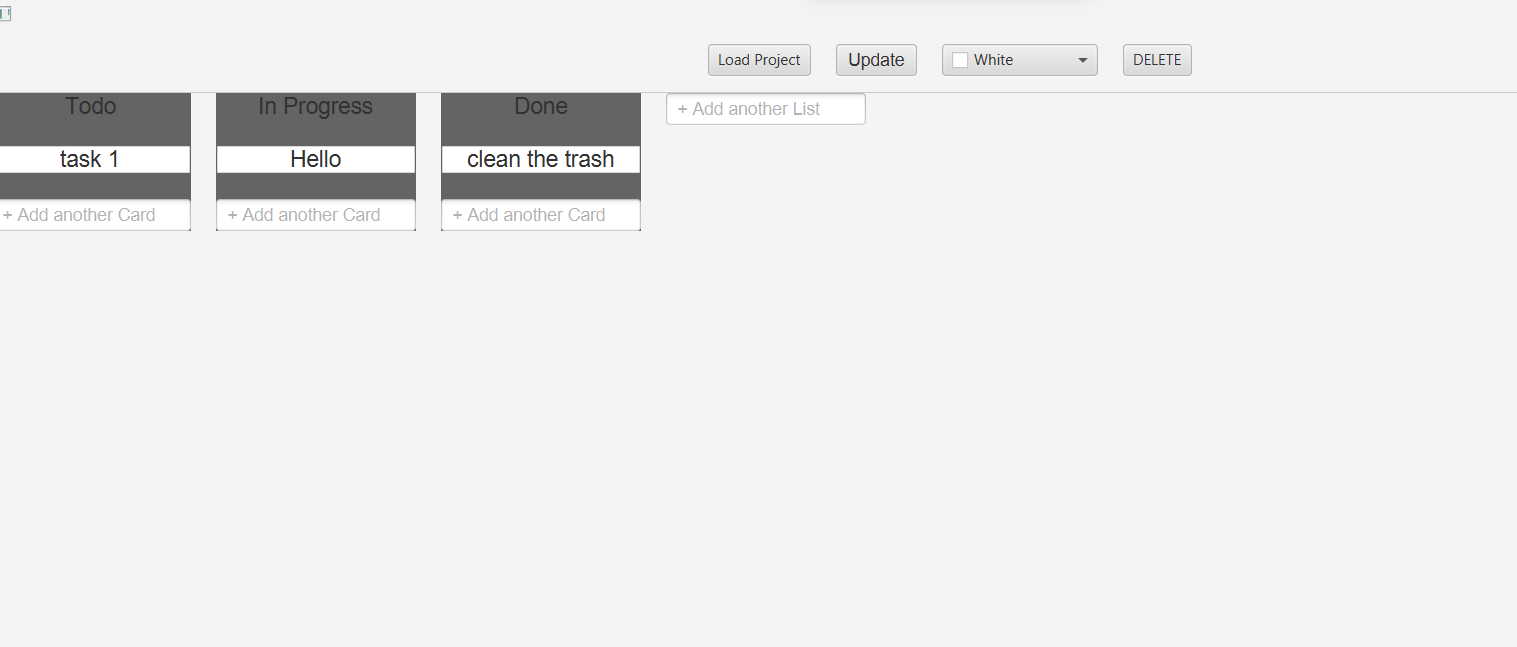 Load Project Update White DELETE
Todo In Progress Done + Add another List
task 1 Hello clean the trash
+ Add another Card + Add another Card + Add another Card